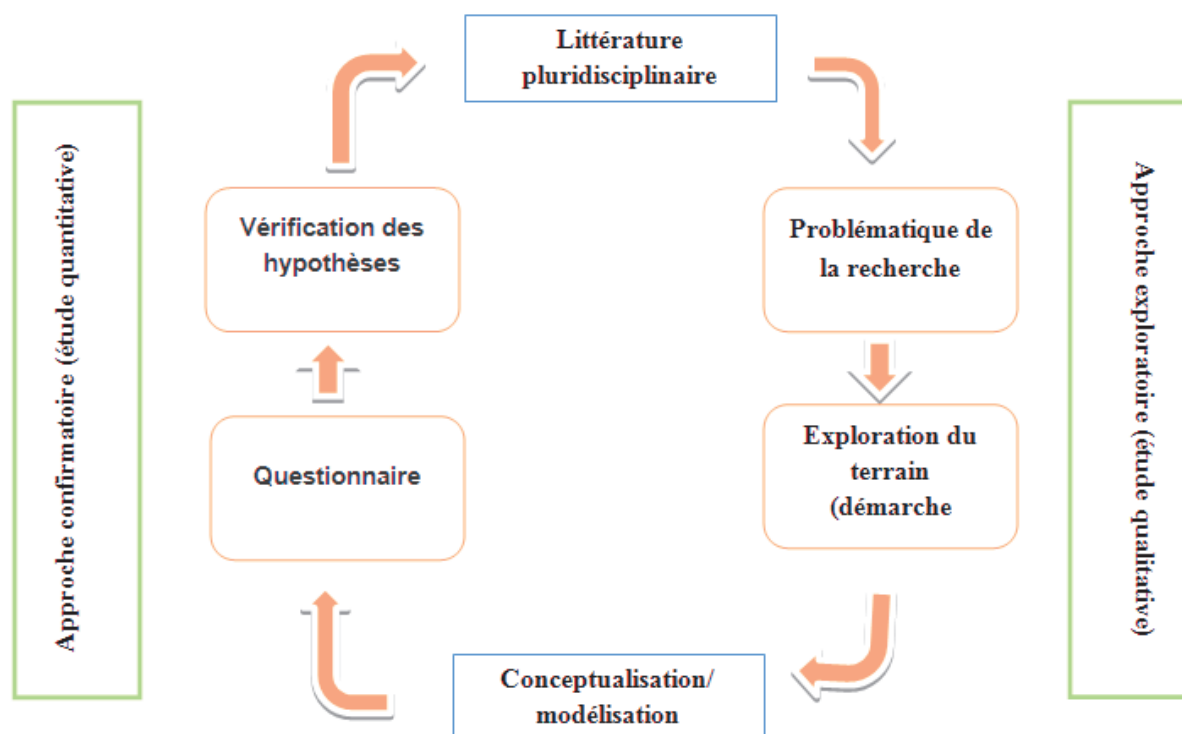 Littérature
pluridisciplinaire
Approche confirmatoire (étude quantitative)
Vérification des
hypothèses
Problématique de
la recherche
Approche exploratoire (étude qualitative)
Questionnaire
Exploration du
terrain
(démarche
Conceptualisation/
modélisation